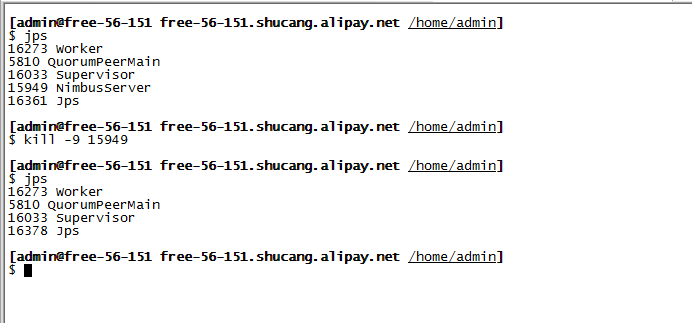 [admin@free-56-151 free-56-151.shucang.alipay.net /home/admin]
$ jps
16273 Worker
5810 QuorumPeerMain
16033 Supervisor
15949 NimbusServer
16361 Jps
[admin@free-56-151 free-56-151.shucang.alipay.net /home/admin]
$ kill -9 15949
[admin@free-56-151 free-56-151.shucang.alipay.net /home/admin]
$ jps
16273 Worker
5810 QuorumPeerMain
16033 Supervisor
16378 Jps
[admin@free-56-151 free-56-151.shucang.alipay.net /home/admin]
$